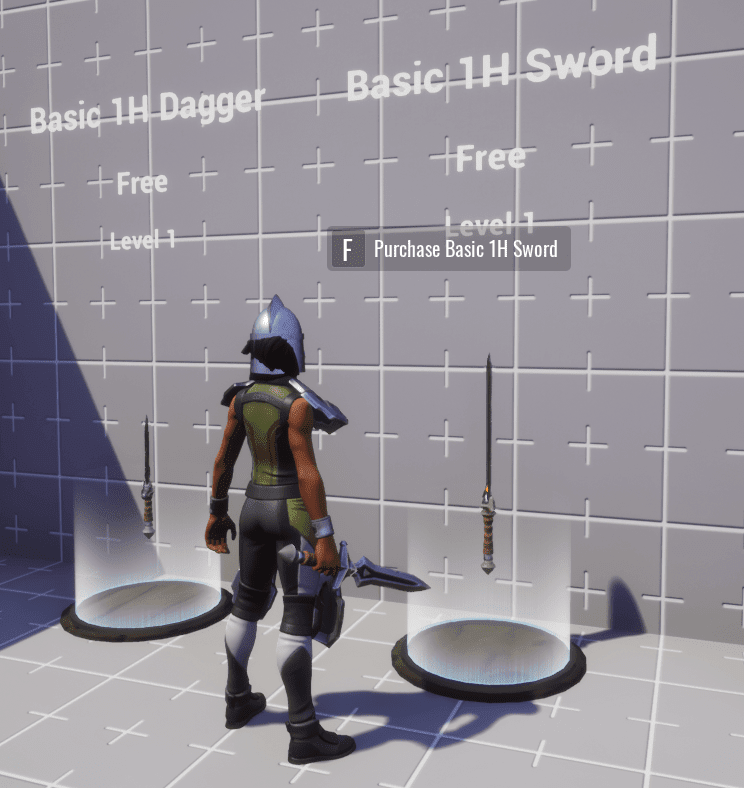 Basic 1H Dagger
Free
Level 1
Basic 1H Sword
Free
Level 1
F Purchase Basic 1H Sword